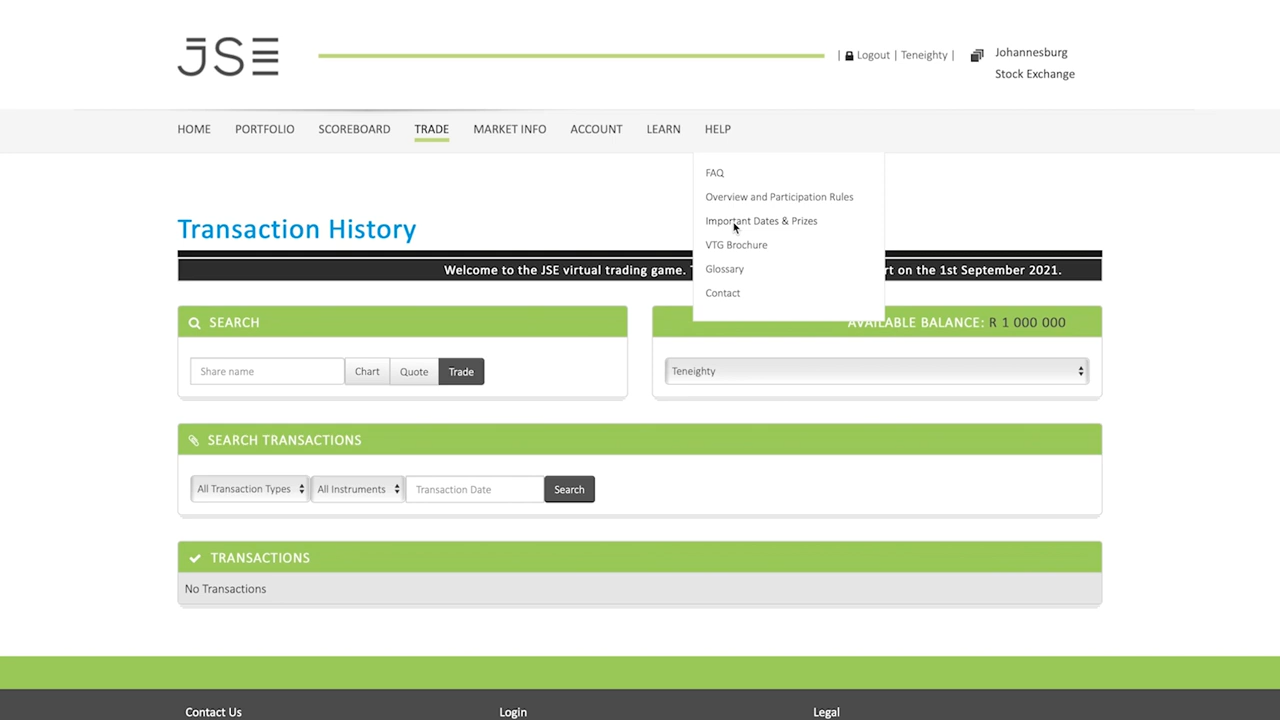 JSE
| Logout | Teneighty |
Johannesburg
Stock Exchange
HOME PORTFOLIO SCOREBOARD TRADE MARKET INFO ACCOUNT LEARN HELP
FAQ
Overview and Participation Rules
Important Dates & Prizes
VTG Brochure
Glossary
Contact
Transaction History
Welcome to the JSE virtual trading game. on the 1st September 2021.
SEARCH
Share name Chart Quote Trade
AVAILABLE BALANCE: R 1 000 000
Teneighty
SEARCH TRANSACTIONS
All Transaction Types All Instruments Transaction Date Search
TRANSACTIONS
No Transactions
Contact Us Login Legal